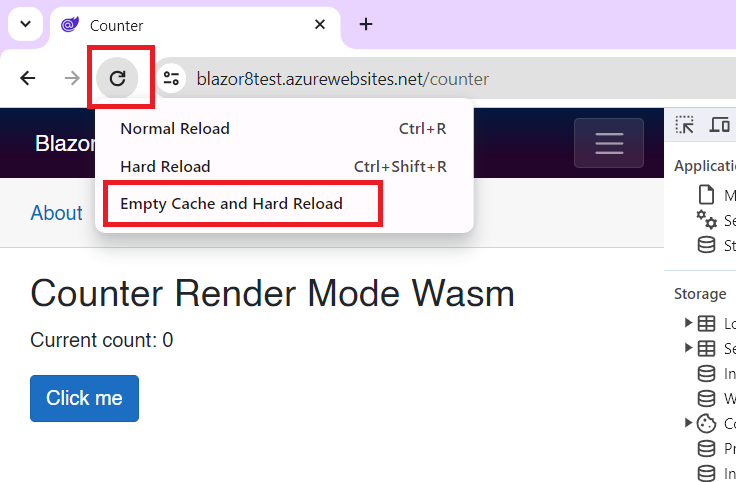 Counter
blazor8test.azurewebsites.net/counter
Normal Reload Ctrl+R
Hard Reload Ctrl+Shift+R
Empty Cache and Hard Reload
Blazor
About
Counter Render Mode Wasm
Current count: 0
Click me
Applicatio
M
Se
St
Storage
Lo
Se
In
W
Co
Pr
In